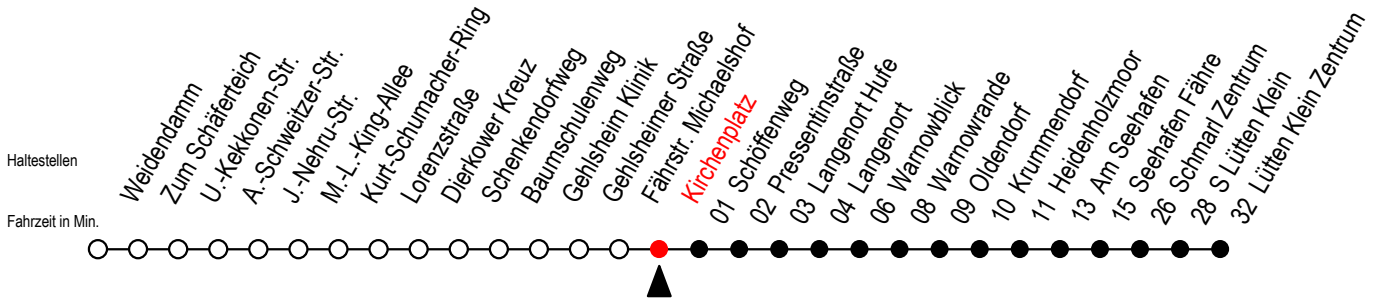 Haltestellen
Fahrzeit in Min.
Weidendamm
Zum Schäferteich
U.-Kekkonen-Str.
A.-Schweitzer-Str.
J.-Nehru-Str.
M.-L.-King-Allee
Kurt-Schumacher-Ring
Lorenzstraße
Dierkower Kreuz
Schenkendorfweg
Baumschulenweg
Gehlsheim Klinik
Gehlsheimer Straße
Fährstr. Michaelshof
Kirchenplatz
01 Schöffenweg
02 Pressentinstraße
03 Langenort Hufe
04 Langenort
06 Warnowblick
08 Warnowrande
09 Oldendorf
10 Krummendorf
11 Heidenholzmoor
13 Am Seehafen
15 Seehafen Fähre
26 Schmarl Zentrum
28 S Lütten Klein
32 Lütten Klein Zentrum